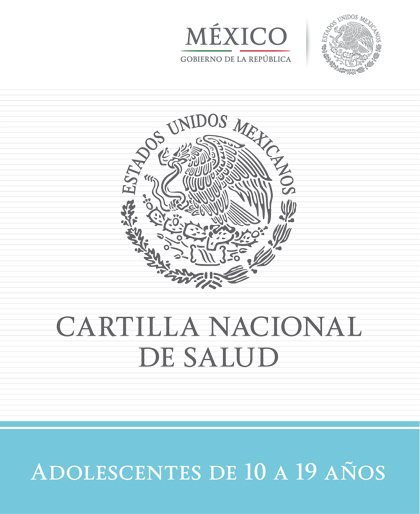 MÉXICO
GOBIERNO DE LA REPÚBLICA
ESTADOS UNIDOS MEXICANOS
ESTADOS UNIDOS MEXICANOS
CARTILLA NACIONAL
DE SALUD
ADOLESCENTES DE 10 A 19 AÑOS